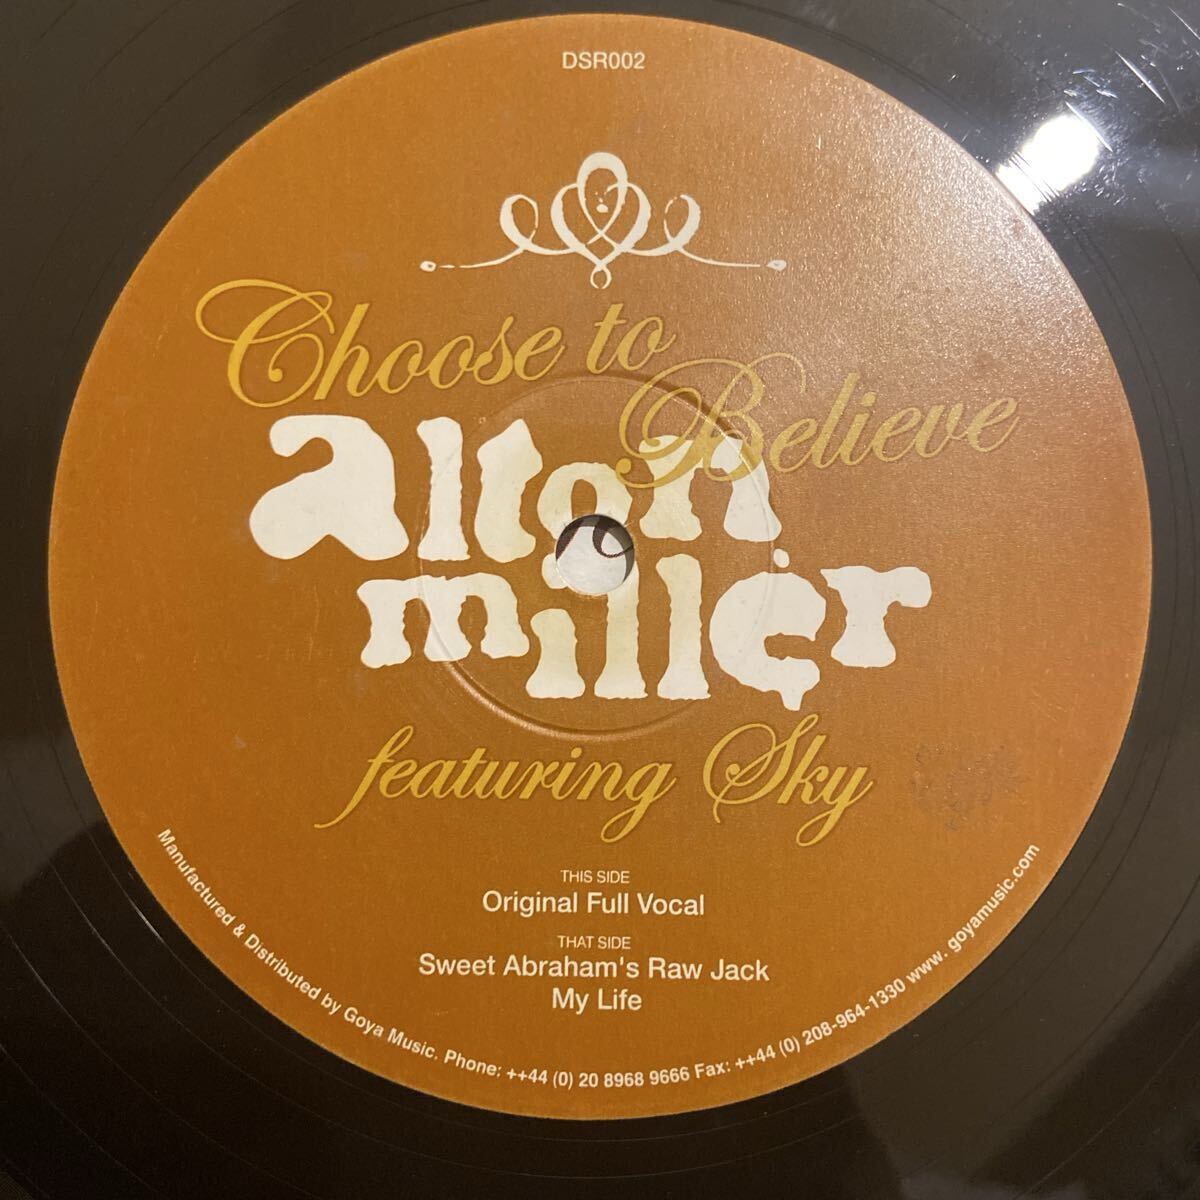 DSR002
Choose to
Believe
alton
miller
featuring Sky
THIS SIDE
Original Full Vocal
THAT SIDE
Sweet Abraham's Raw Jack
My Life
Manufactured & Distributed by Goya Music. Phone: ++44 (0) 20 8968 9666 Fax: ++44 (0) 208-964-1330 www. goyamusic.com